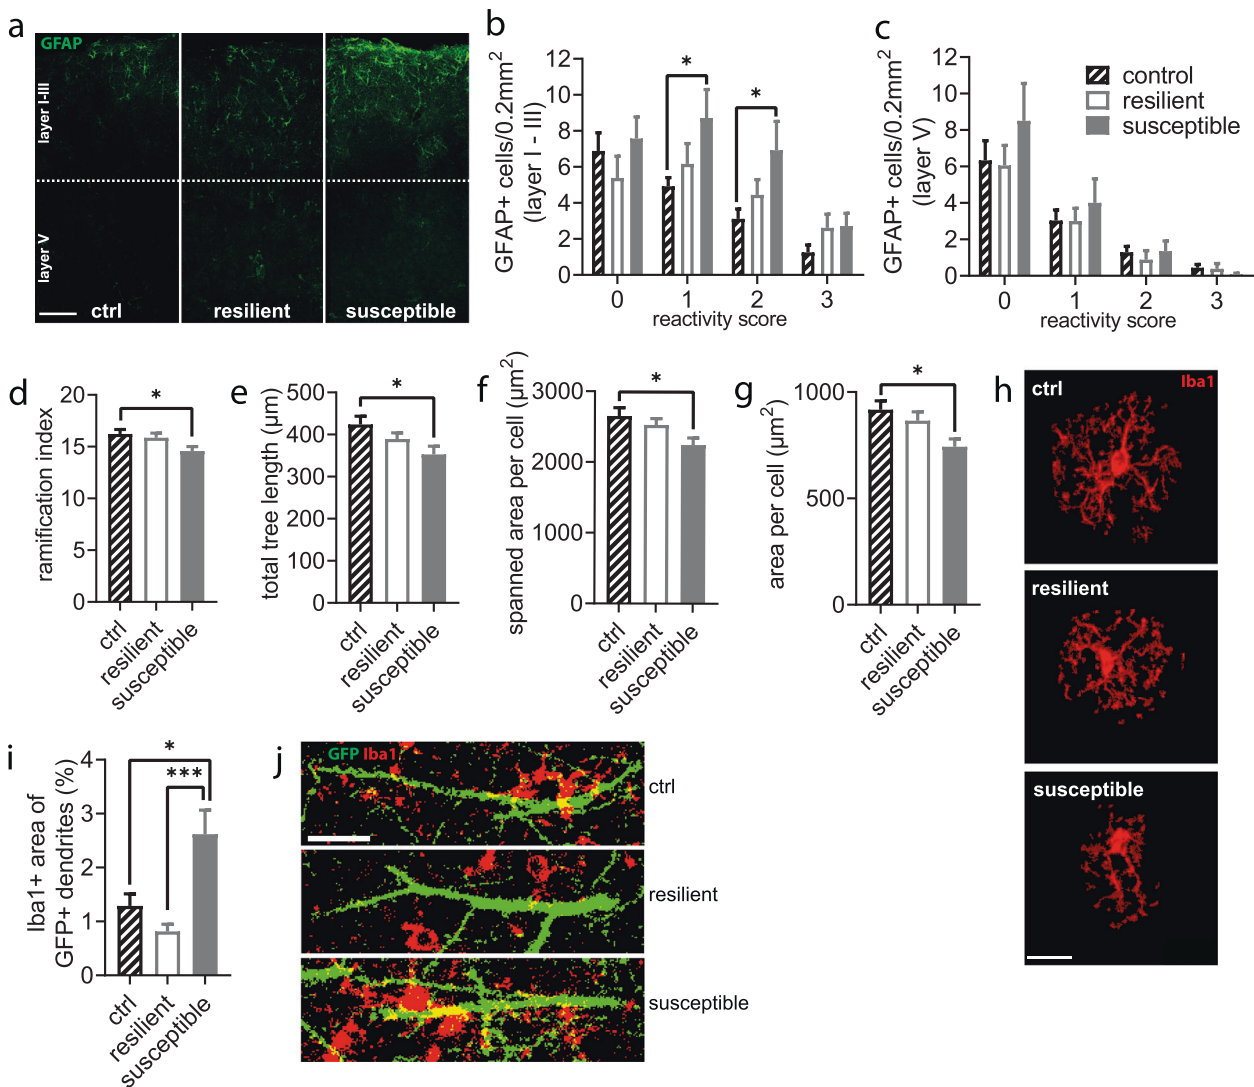 a
GFAP
layer I-III
layer V
ctrl
resilient
susceptible
b
GFAP+ cells/0.2mm²
(layer I - III)
12
10
8
6
4
2
0
*
*
0 1 2 3
reactivity score
c
GFAP+ cells/0.2mm²
(layer V)
12
10
8
6
4
2
0
control
resilient
susceptible
0 1 2 3
reactivity score
d
ramification index
20
15
10
5
0
*
ctrl
resilient
susceptible
e
total tree length (µm)
500
400
300
200
100
0
*
ctrl
resilient
susceptible
f
spanned area per cell (µm²)
3000
2000
1000
0
*
ctrl
resilient
susceptible
g
area per cell (µm²)
1000
500
0
*
ctrl
resilient
susceptible
h
ctrl
Iba1
resilient
susceptible
i
Iba1+ area of
GFP+ dendrites (%)
4
3
2
1
0
*
***
ctrl
resilient
susceptible
j
GFP Iba1
ctrl
resilient
susceptible